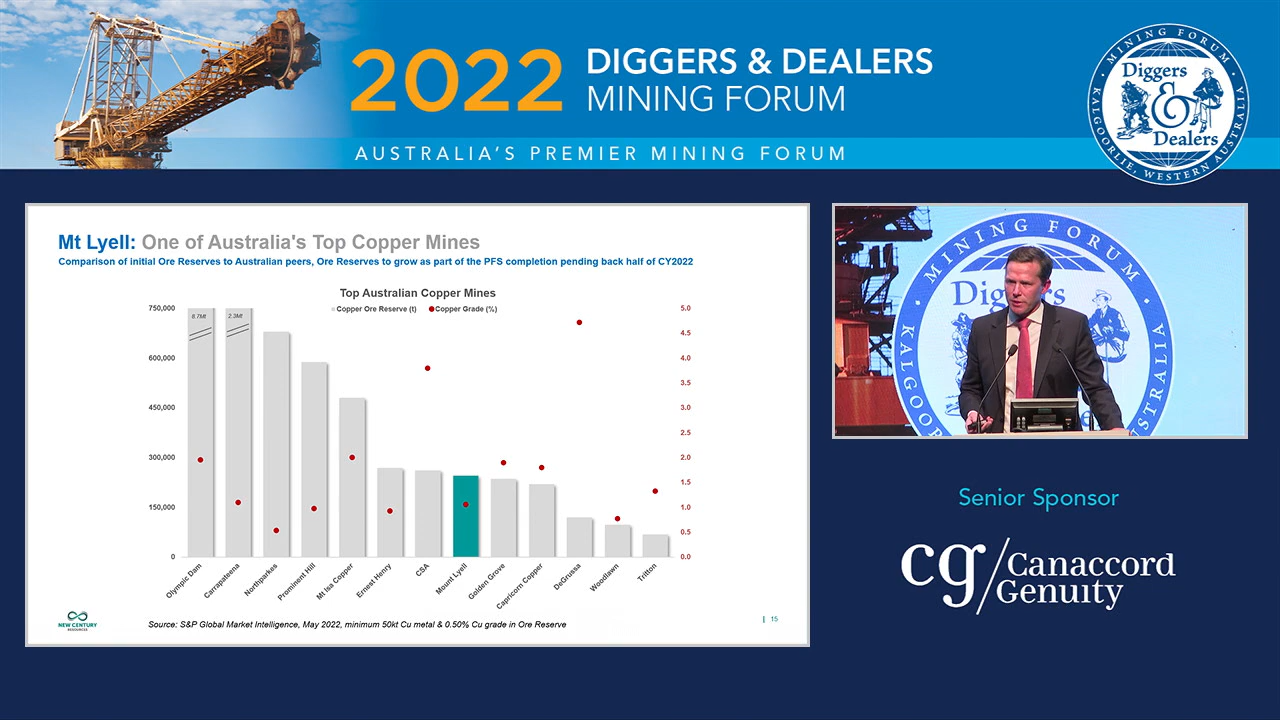 2022
DIGGERS & DEALERS
MINING FORUM
AUSTRALIA'S PREMIER MINING FORUM
• MINING FORUM •
Diggers
&
Dealers
KALGOORLIE, WESTERN AUSTRALIA
Mt Lyell: One of Australia's Top Copper Mines
Comparison of initial Ore Reserves to Australian peers, Ore Reserves to grow as part of the PFS completion pending back half of CY2022
Top Australian Copper Mines
Copper Ore Reserve (t) Copper Grade (%)
750,000
600,000
450,000
300,000
150,000
0
8.7Mt
2.3Mt
5.0
4.5
4.0
3.5
3.0
2.5
2.0
1.5
1.0
0.5
0.0
Olympic Dam
Carrapateena
Northparkes
Prominent Hill
Mt Isa Copper
Ernest Henry
CSA
Mount Lyell
Golden Grove
Capricorn Copper
DeGrussa
Woodlawn
Tritton
NEW CENTURY
RESOURCES
Source: S&P Global Market Intelligence, May 2022, minimum 50kt Cu metal & 0.50% Cu grade in Ore Reserve
| 15
• MINING FORUM •
Senior Sponsor
cg/Canaccord
Genuity